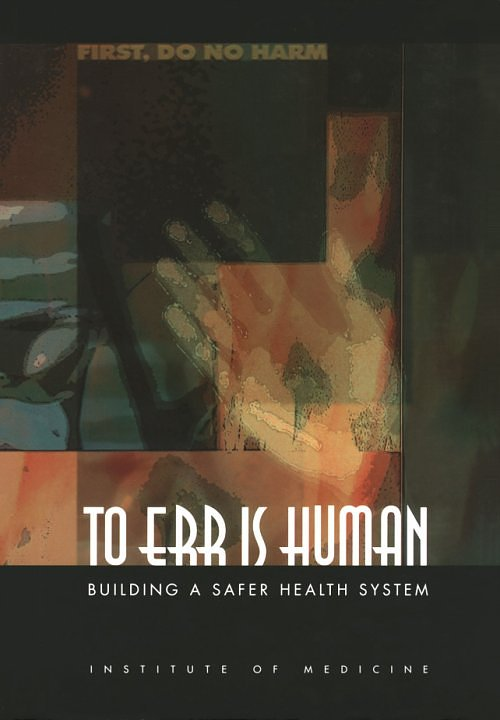 FIRST, DO NO HARM
TO ERR IS HUMAN
BUILDING A SAFER HEALTH SYSTEM
INSTITUTE OF MEDICINE